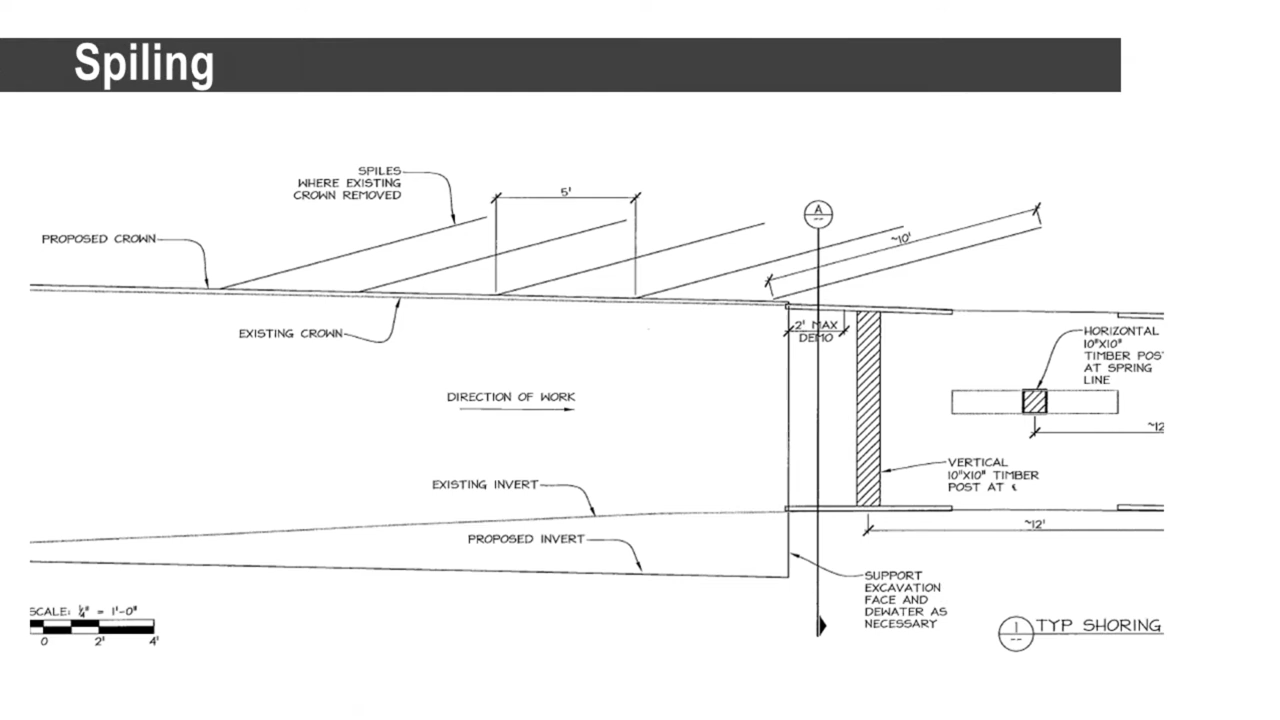 Spiling
SPILES
WHERE EXISTING
CROWN REMOVED
5'
A
--
PROPOSED CROWN
~10'
EXISTING CROWN
2' MAX
DEMO
HORIZONTAL
10"X10"
TIMBER POS
AT SPRING
LINE
DIRECTION OF WORK
~12
VERTICAL
10"X10" TIMBER
POST AT ℄
EXISTING INVERT
~12'
PROPOSED INVERT
SUPPORT
EXCAVATION
FACE AND
DEWATER AS
NECESSARY
SCALE: ¼" = 1'-0"
0 2' 4'
1
--
TYP SHORING